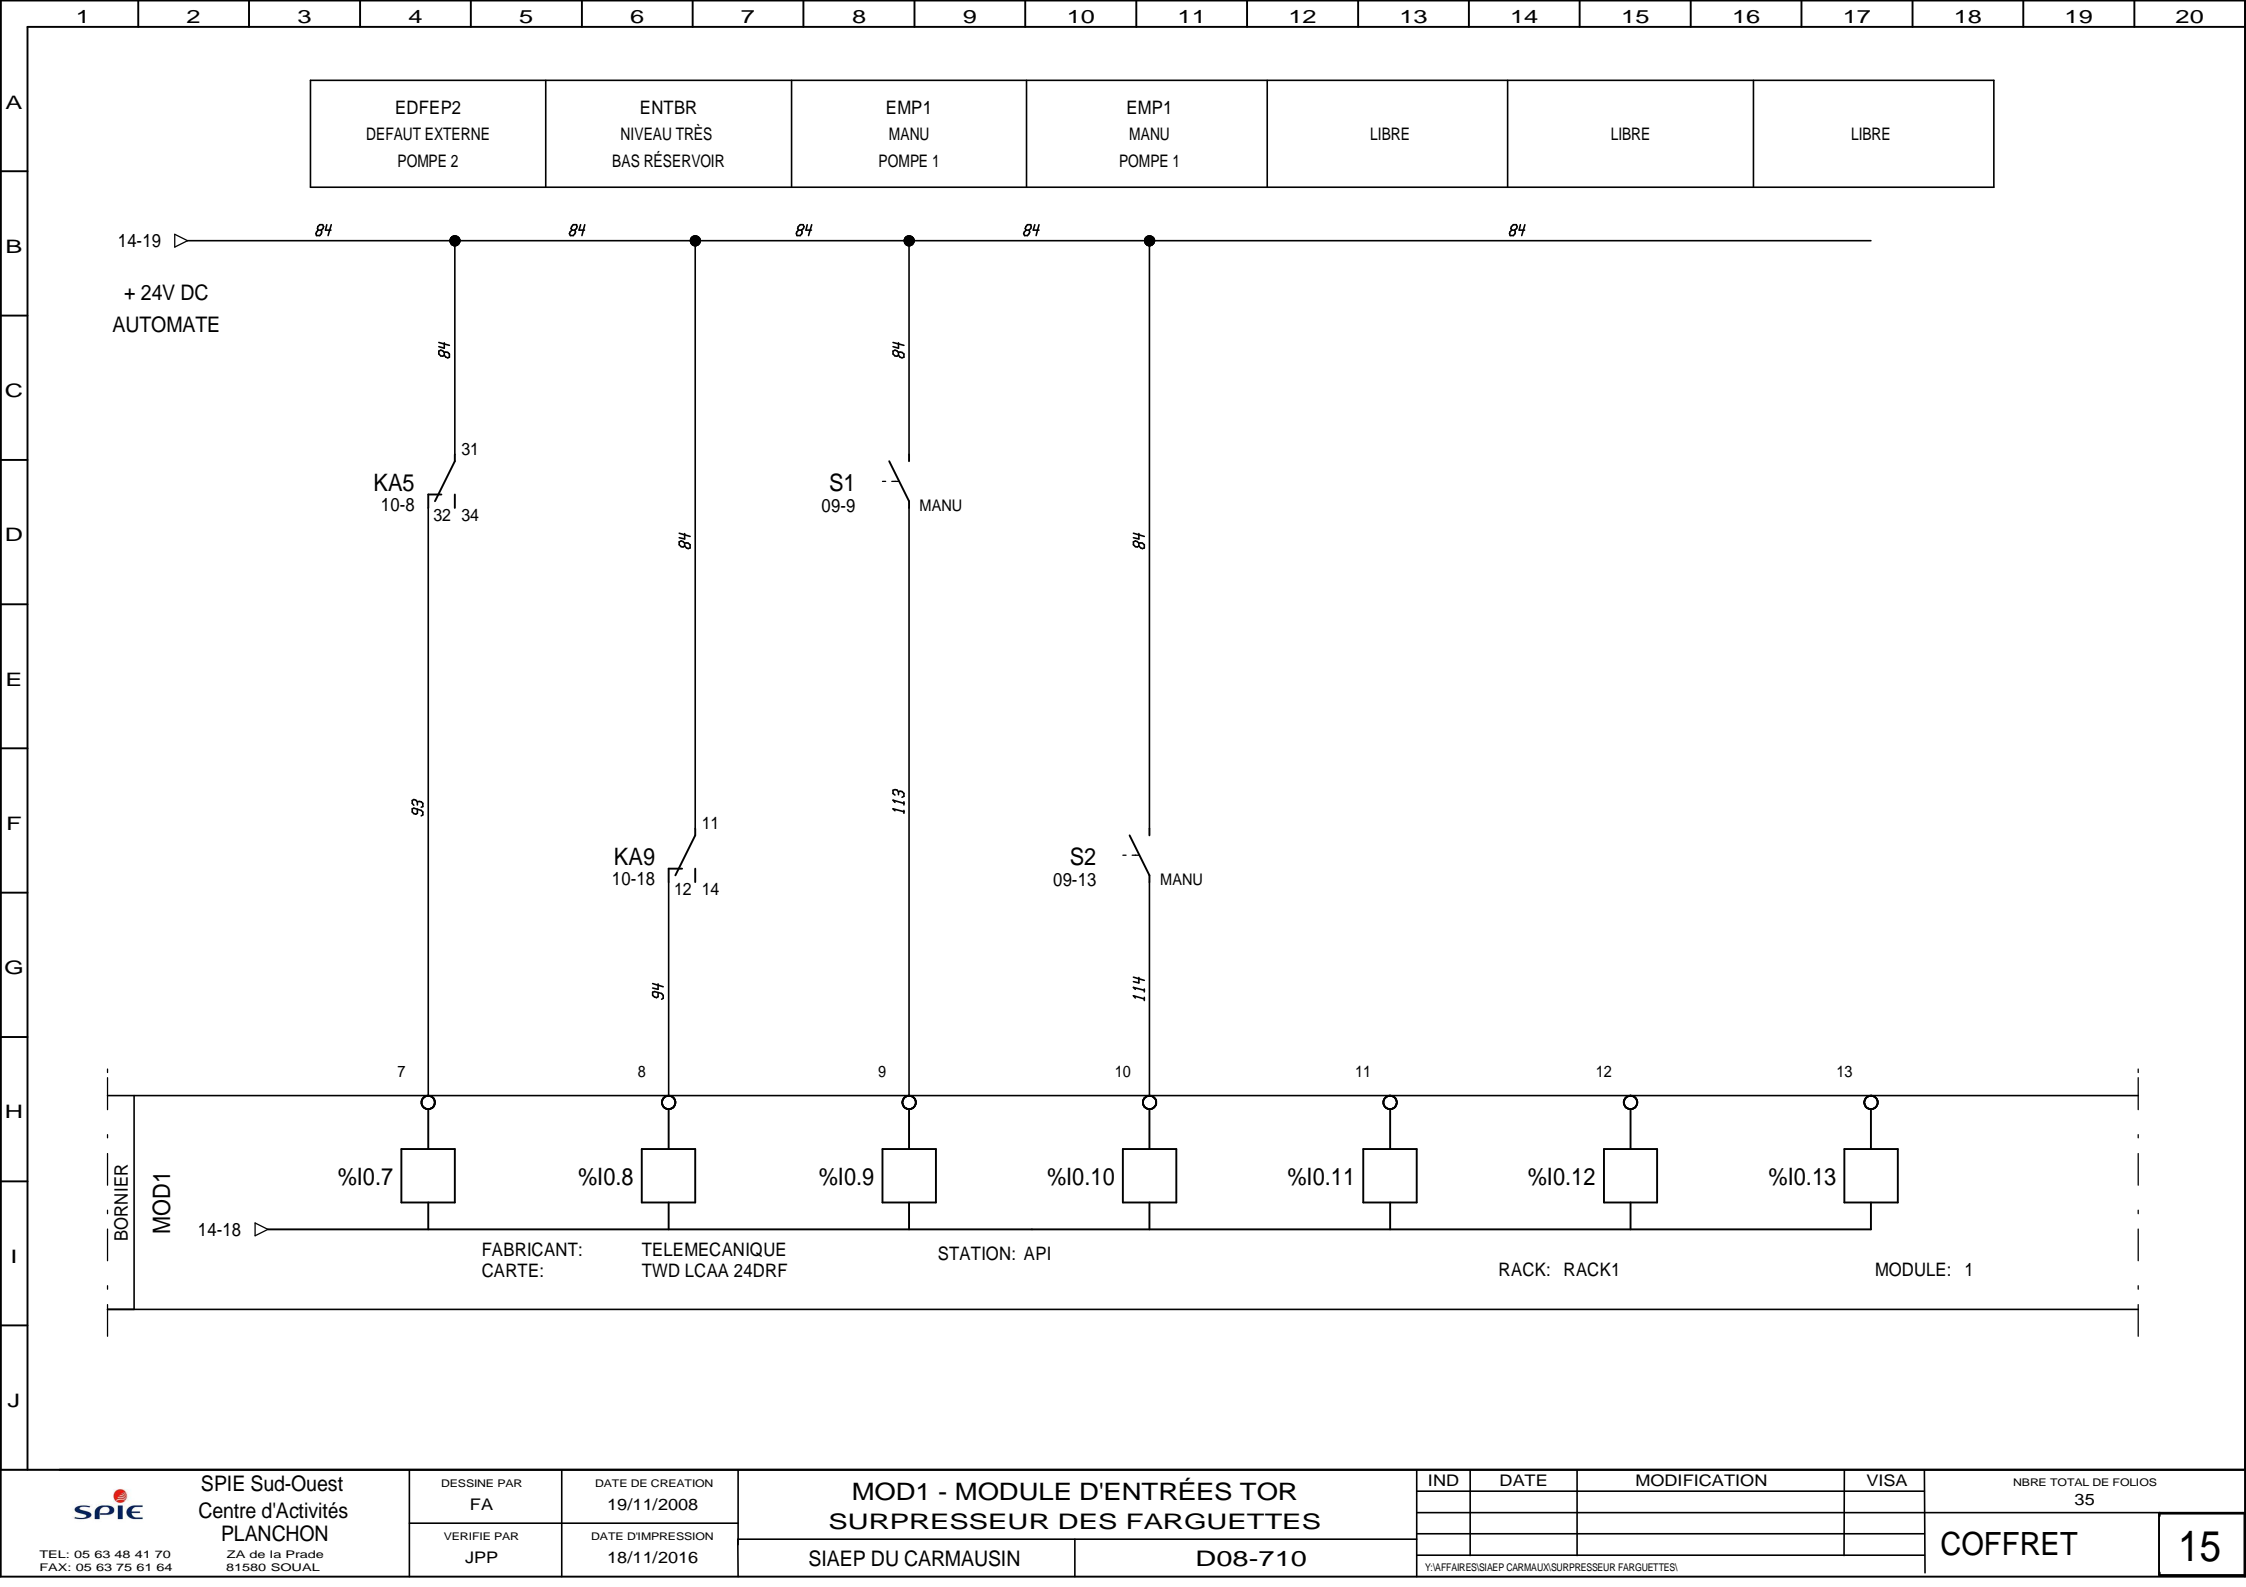 1 2 3 4 5 6 7 8 9 10 11 12 13 14 15 16 17 18 19 20
A
B
C
D
E
F
G
H
I
J
EDFEP2
DEFAUT EXTERNE
POMPE 2
ENTBR
NIVEAU TRÈS
BAS RÉSERVOIR
EMP1
MANU
POMPE 1
EMP1
MANU
POMPE 1
LIBRE
LIBRE
LIBRE
14-19
84 84 84 84 84
+ 24V DC
AUTOMATE
84
84
31
KA5
10-8
32 34
S1
09-9
MANU
84
84
93
113
11
KA9
10-18
12 14
S2
09-13
MANU
94
114
7 8 9 10 11 12 13
BORNIER
MOD1
%I0.7 %I0.8 %I0.9 %I0.10 %I0.11 %I0.12 %I0.13
14-18
FABRICANT: TELEMECANIQUE
CARTE: TWD LCAA 24DRF
STATION: API
RACK: RACK1
MODULE: 1
SPIE
TEL: 05 63 48 41 70
FAX: 05 63 75 61 64
SPIE Sud-Ouest
Centre d'Activités
PLANCHON
ZA de la Prade
81580 SOUAL
DESSINE PAR
FA
VERIFIE PAR
JPP
DATE DE CREATION
19/11/2008
DATE D'IMPRESSION
18/11/2016
MOD1 - MODULE D'ENTRÉES TOR
SURPRESSEUR DES FARGUETTES
SIAEP DU CARMAUSIN
D08-710
IND DATE MODIFICATION VISA
Y:\AFFAIRES\SIAEP CARMAUX\SURPRESSEUR FARGUETTES\
NBRE TOTAL DE FOLIOS
35
COFFRET
15